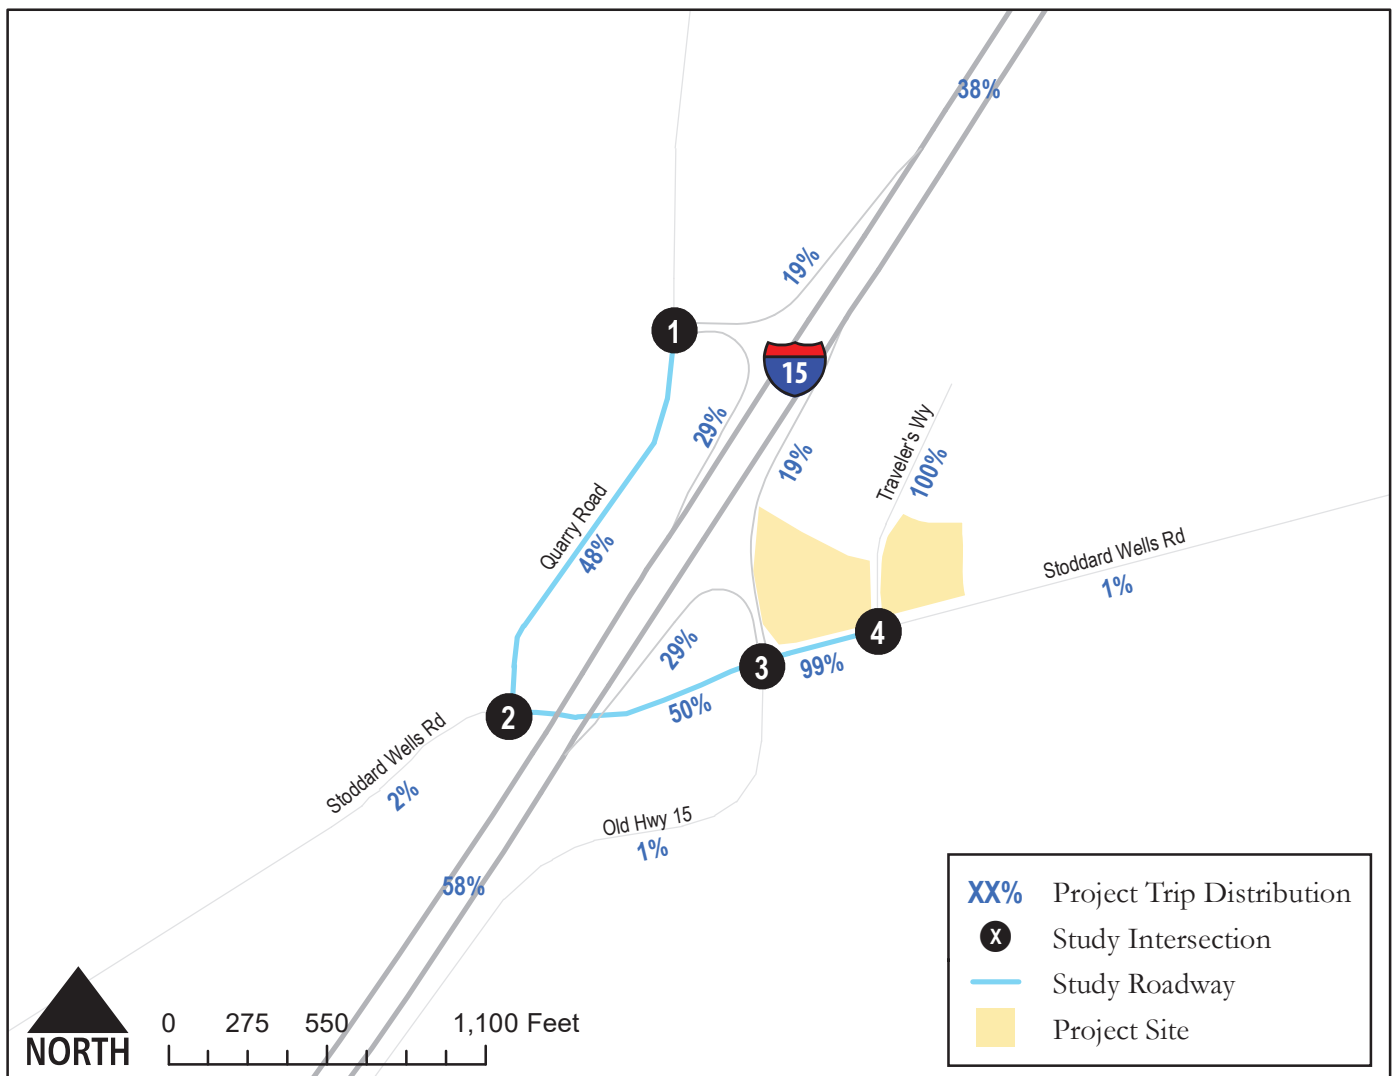 38%
19%
1
15
29%
19%
Traveler's Wy
100%
Quarry Road
48%
Stoddard Wells Rd
1%
4
3
99%
29%
50%
2
Stoddard Wells Rd
2%
Old Hwy 15
1%
58%
XX% Project Trip Distribution
X Study Intersection
Study Roadway
Project Site
NORTH
0 275 550 1,100 Feet